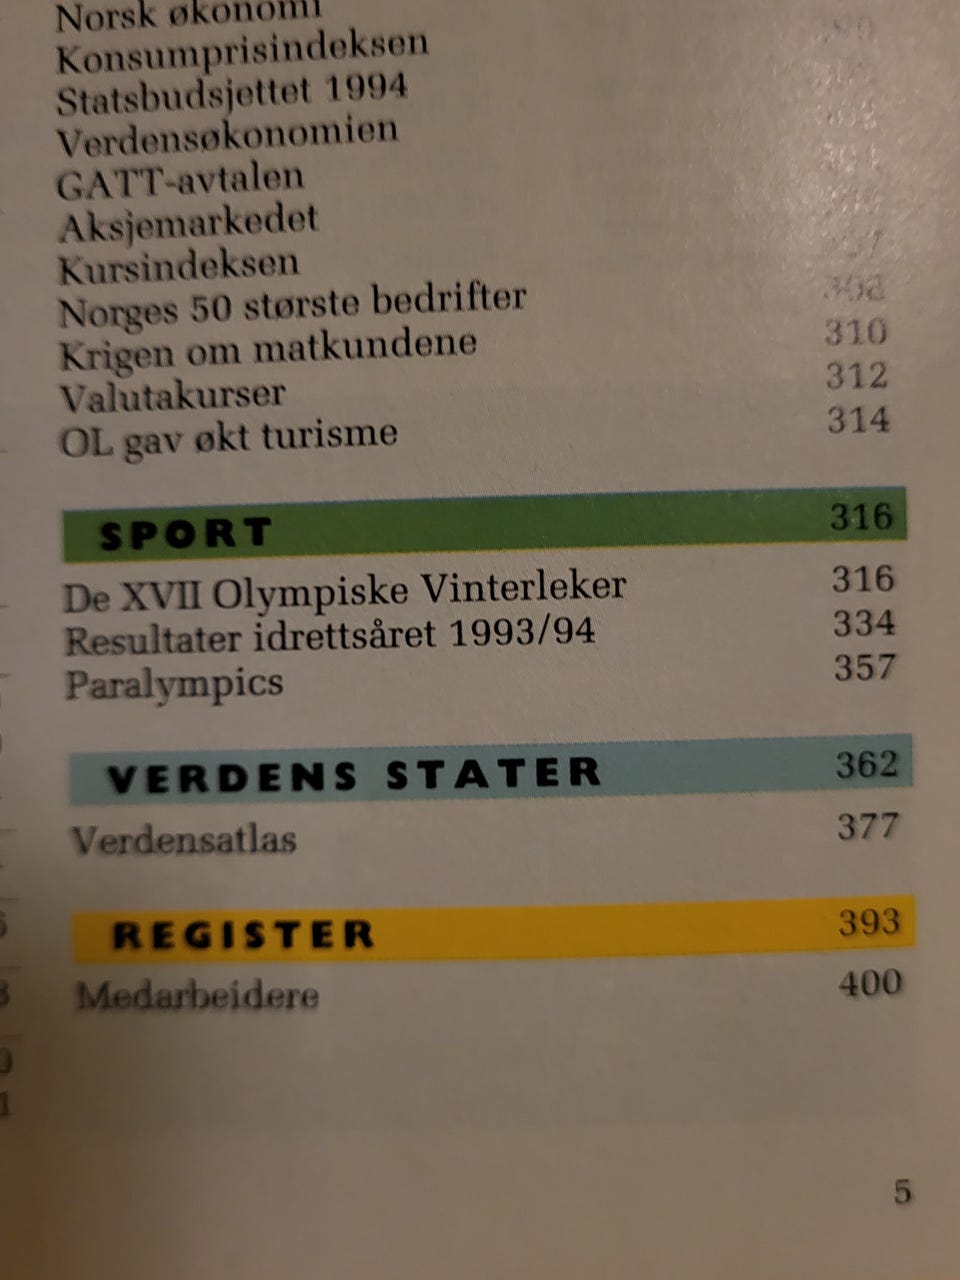 Norsk økonomi
Konsumprisindeksen
Statsbudsjettet 1994
Verdensøkonomien
GATT-avtalen
Aksjemarkedet
Kursindeksen
Norges 50 største bedrifter 308
Krigen om matkundene 310
Valutakurser 312
OL gav økt turisme 314
SPORT 316
De XVII Olympiske Vinterleker 316
Resultater idrettsåret 1993/94 334
Paralympics 357
VERDENS STATER 362
Verdensatlas 377
REGISTER 393
Medarbeidere 400
5